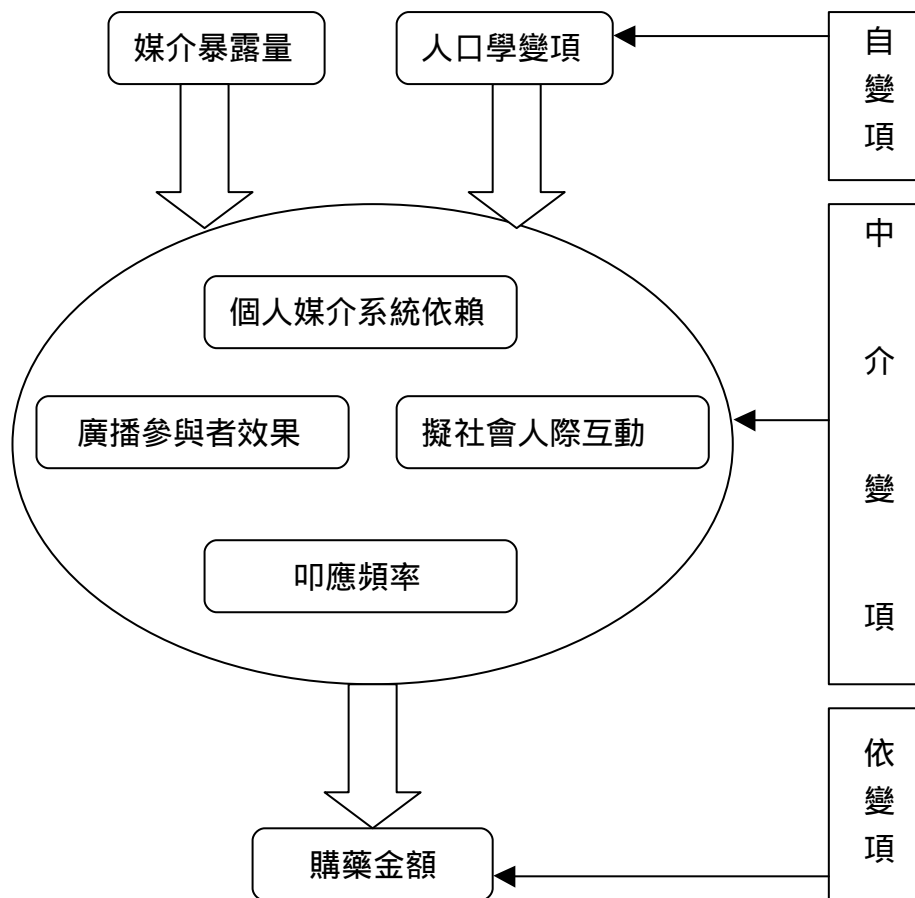 媒介暴露量
人口學變項
自變項
個人媒介系統依賴
廣播參與者效果
擬社會人際互動
叩應頻率
中介變項
購藥金額
依變項